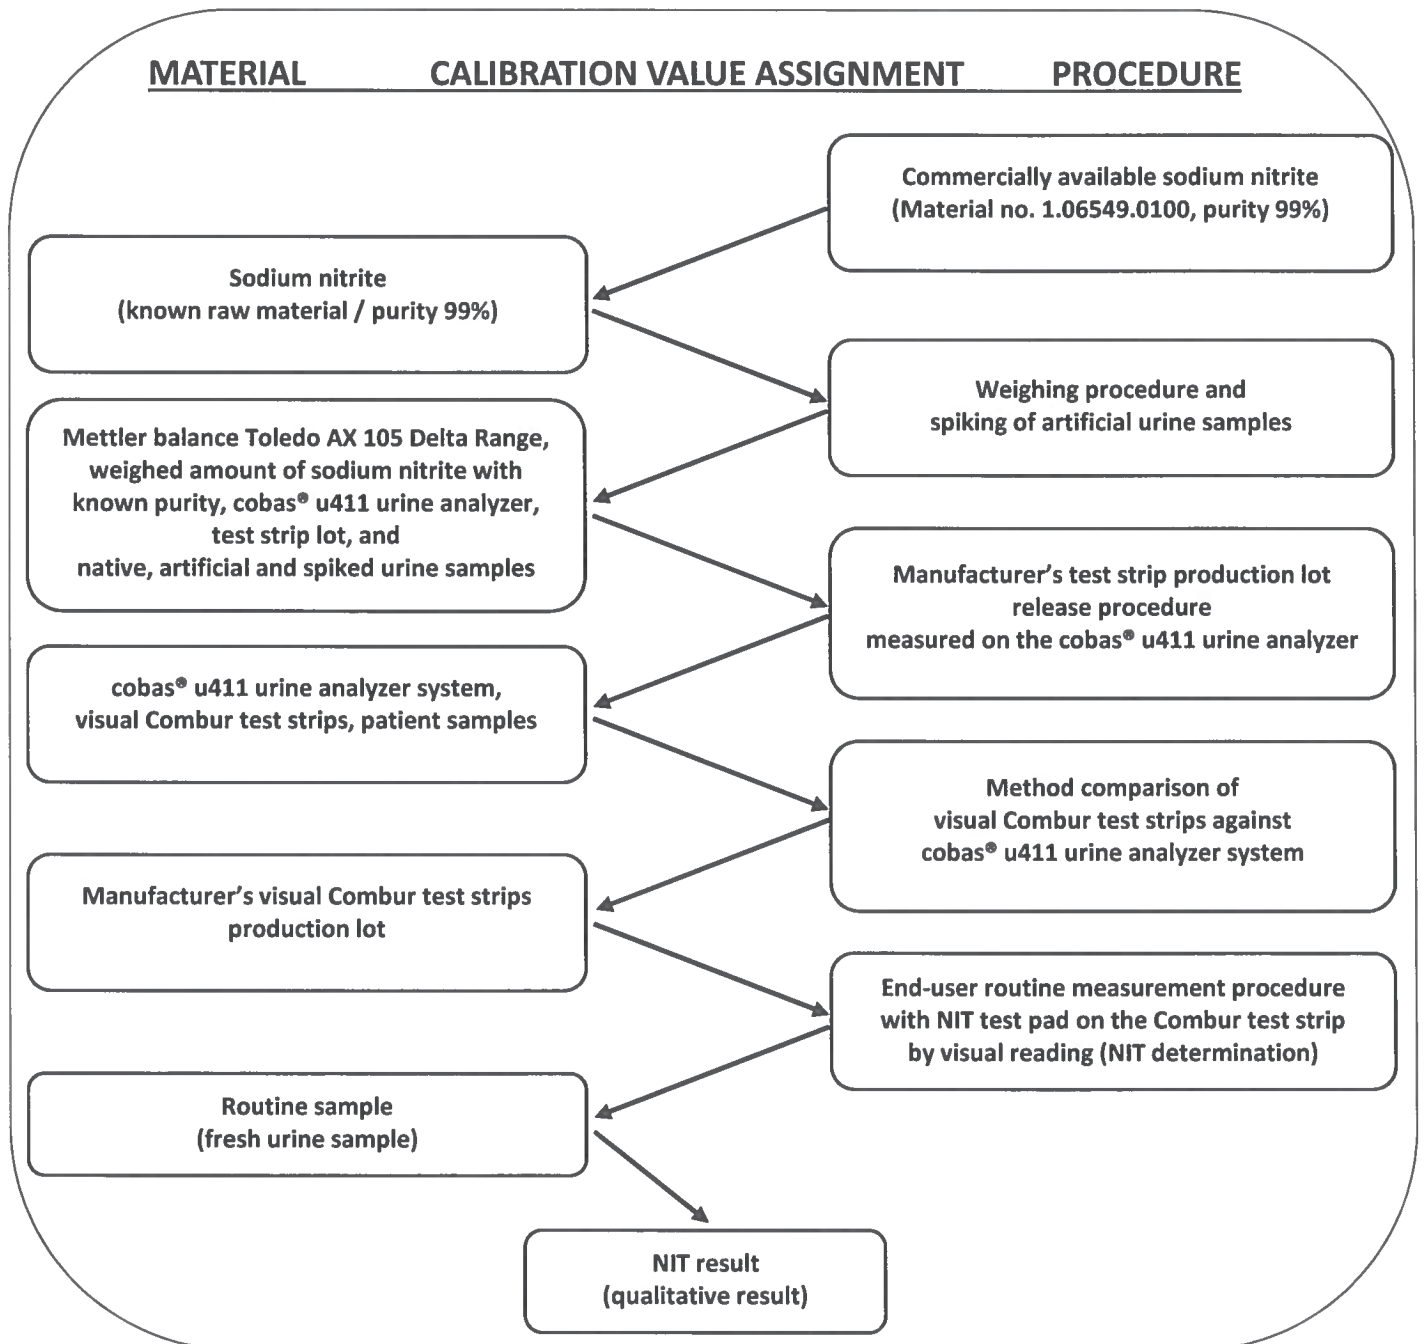 MATERIAL CALIBRATION VALUE ASSIGNMENT PROCEDURE
Commercially available sodium nitrite
(Material no. 1.06549.0100, purity 99%)
Sodium nitrite
(known raw material / purity 99%)
Weighing procedure and
spiking of artificial urine samples
Mettler balance Toledo AX 105 Delta Range,
weighed amount of sodium nitrite with
known purity, cobas® u411 urine analyzer,
test strip lot, and
native, artificial and spiked urine samples
Manufacturer's test strip production lot
release procedure
measured on the cobas® u411 urine analyzer
cobas® u411 urine analyzer system,
visual Combur test strips, patient samples
Method comparison of
visual Combur test strips against
cobas® u411 urine analyzer system
Manufacturer's visual Combur test strips
production lot
End-user routine measurement procedure
with NIT test pad on the Combur test strip
by visual reading (NIT determination)
Routine sample
(fresh urine sample)
NIT result
(qualitative result)